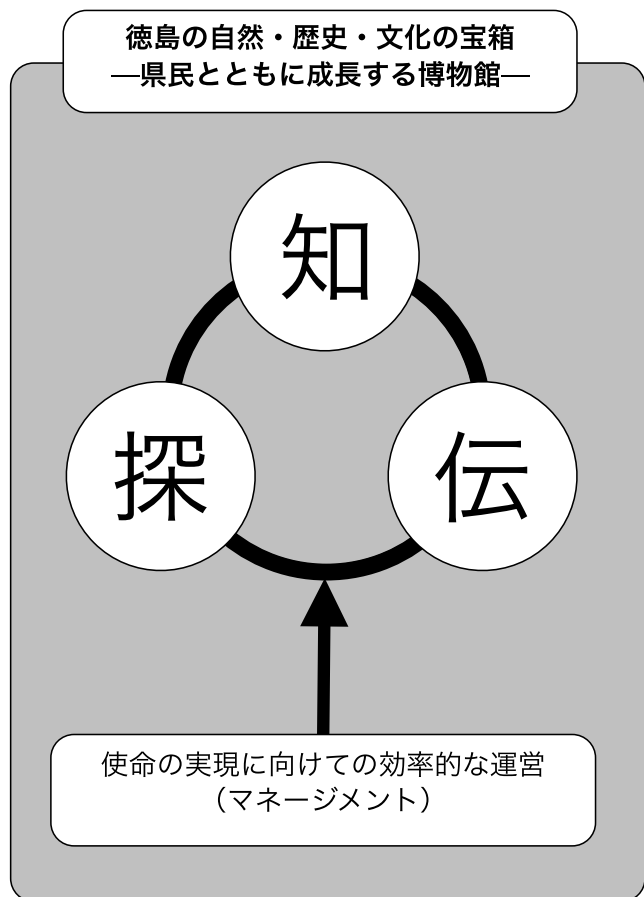 徳島の自然・歴史・文化の宝箱
―県民とともに成長する博物館―
知
探
伝
使命の実現に向けての効率的な運営
（マネージメント）